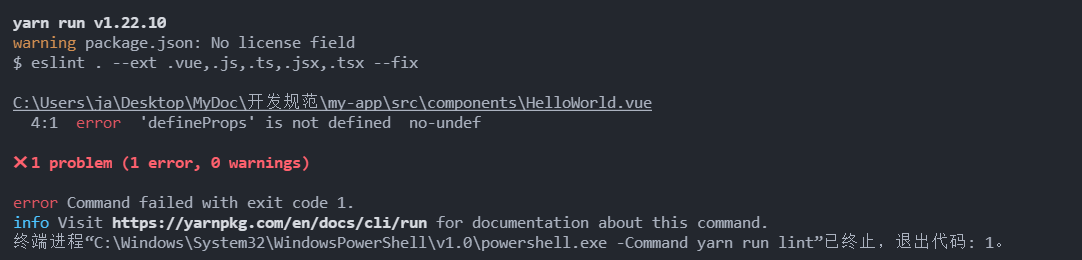 yarn run v1.22.10
warning package.json: No license field
$ eslint . --ext .vue,.js,.ts,.jsx,.tsx --fix
C:\Users\ja\Desktop\MyDoc\开发规范\my-app\src\components\HelloWorld.vue
4:1 error 'defineProps' is not defined no-undef
❌1 problem (1 error, 0 warnings)
error Command failed with exit code 1.
info Visit https://yarnpkg.com/en/docs/cli/run for documentation about this command.
终端进程“C:\Windows\System32\WindowsPowerShell\v1.0\powershell.exe -Command yarn run lint”已终止，退出代码: 1。